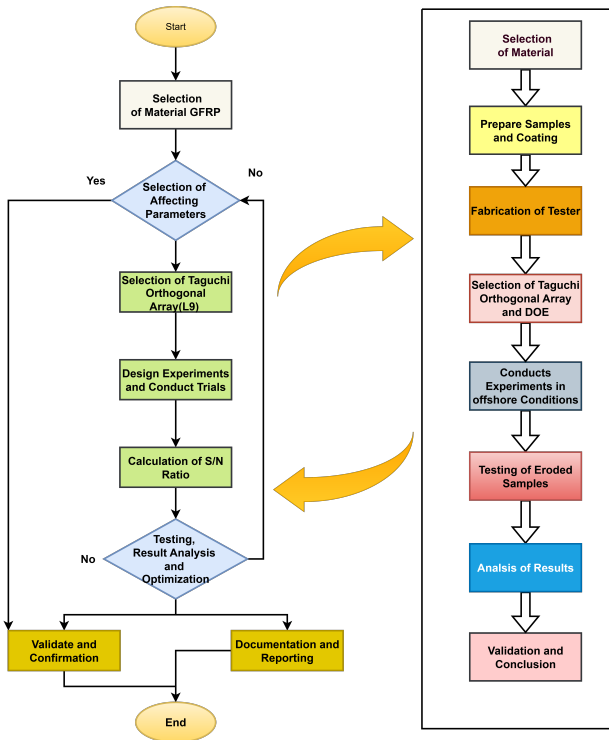 Start
Selection
of Material GFRP
Yes
No
Selection of
Affecting
Parameters
Selection of Taguchi
Orthogonal
Array(L9)
Design Experiments
and Conduct Trials
Calculation of S/N
Ratio
No
Testing,
Result Analysis
and
Optimization
Validate and
Confirmation
Documentation and
Reporting
End
Selection
of Material
Prepare Samples
and Coating
Fabrication of Tester
Selection of Taguchi
Orthogonal Array
and DOE
Conducts
Experiments in
offshore Conditions
Testing of Eroded
Samples
Analsis of Results
Validation and
Conclusion